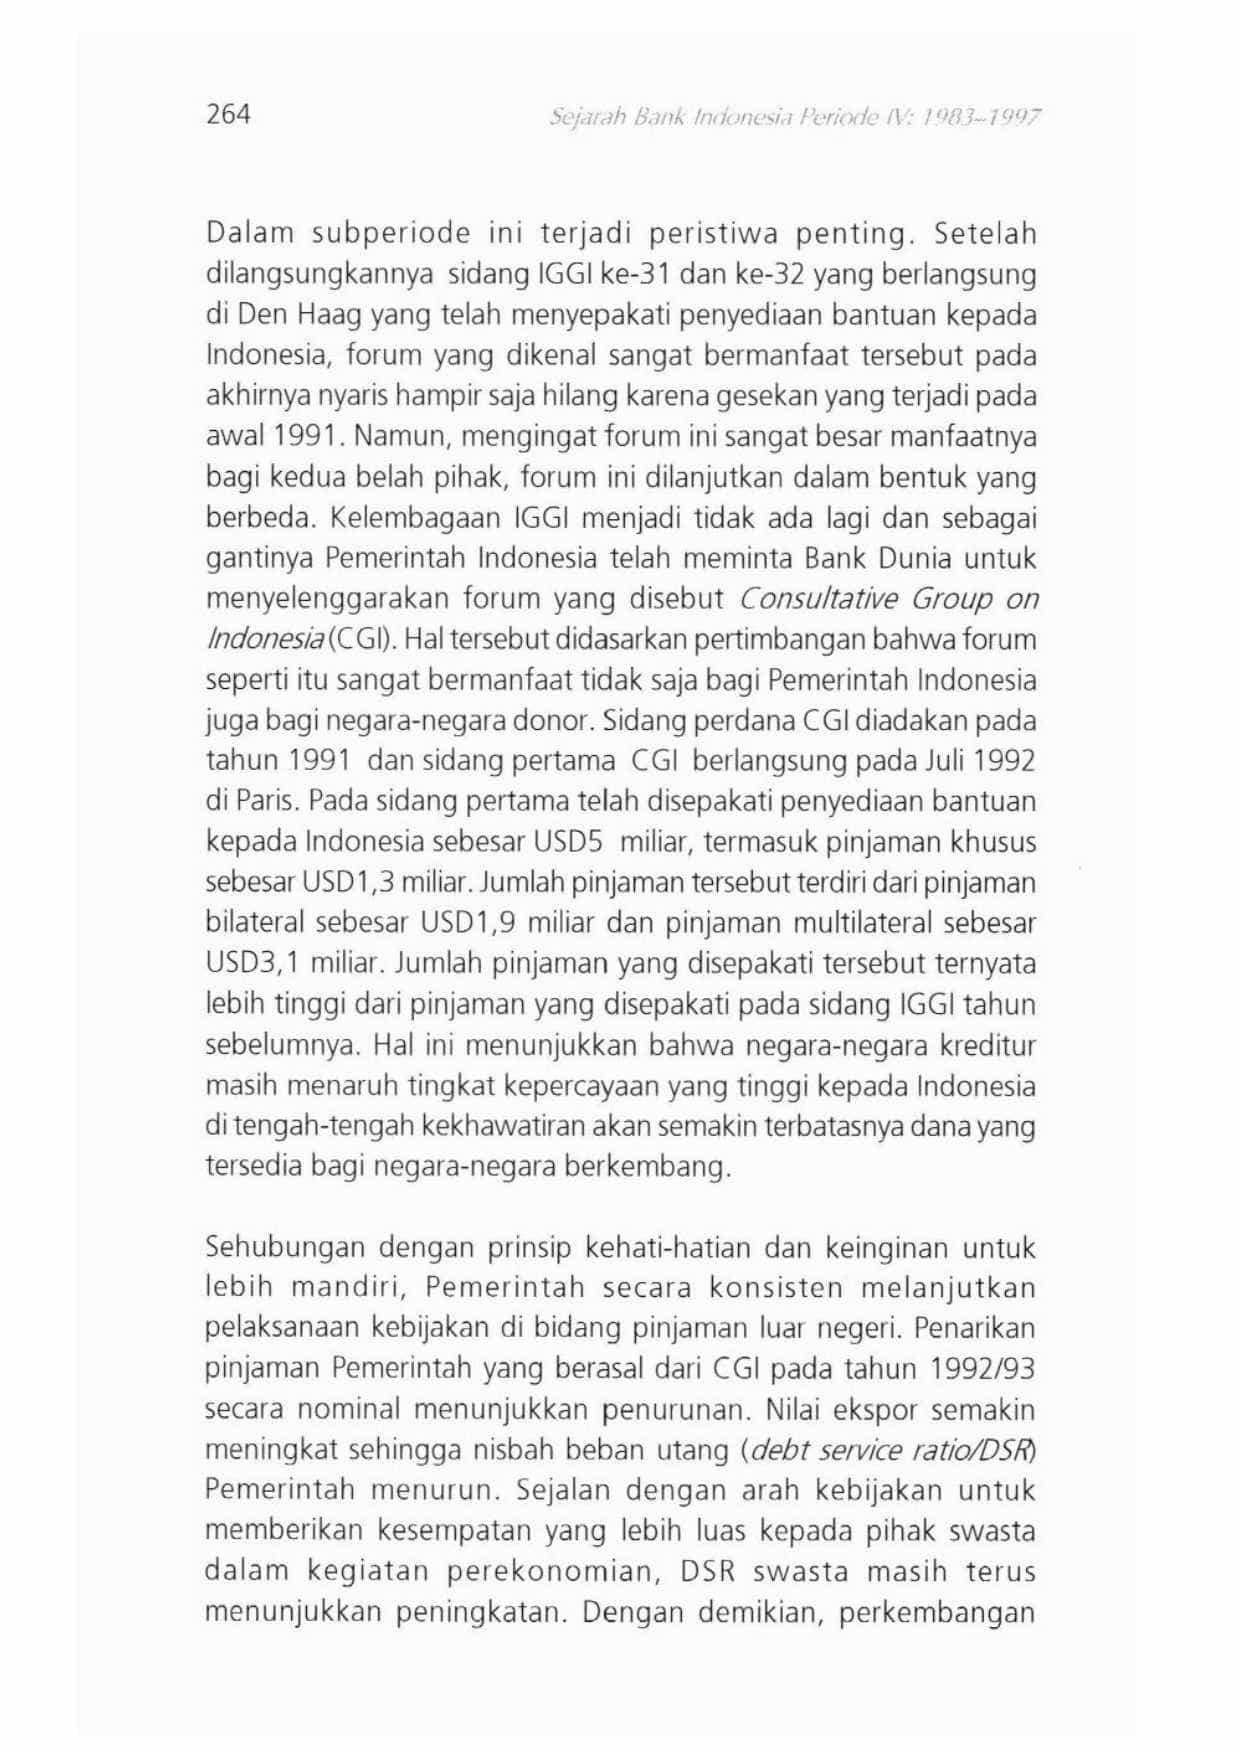 264
Sejarah Bank Indonesia Periode IV: 1983–1997
Dalam subperiode ini terjadi peristiwa penting. Setelah
dilangsungkannya sidang IGGI ke-31 dan ke-32 yang berlangsung
di Den Haag yang telah menyepakati penyediaan bantuan kepada
Indonesia, forum yang dikenal sangat bermanfaat tersebut pada
akhirnya nyaris hampir saja hilang karena gesekan yang terjadi pada
awal 1991. Namun, mengingat forum ini sangat besar manfaatnya
bagi kedua belah pihak, forum ini dilanjutkan dalam bentuk yang
berbeda. Kelembagaan IGGI menjadi tidak ada lagi dan sebagai
gantinya Pemerintah Indonesia telah meminta Bank Dunia untuk
menyelenggarakan forum yang disebut Consultative Group on
Indonesia (CGI). Hal tersebut didasarkan pertimbangan bahwa forum
seperti itu sangat bermanfaat tidak saja bagi Pemerintah Indonesia
juga bagi negara-negara donor. Sidang perdana CGI diadakan pada
tahun 1991 dan sidang pertama CGI berlangsung pada Juli 1992
di Paris. Pada sidang pertama telah disepakati penyediaan bantuan
kepada Indonesia sebesar USD5 miliar, termasuk pinjaman khusus
sebesar USD1,3 miliar. Jumlah pinjaman tersebut terdiri dari pinjaman
bilateral sebesar USD1,9 miliar dan pinjaman multilateral sebesar
USD3,1 miliar. Jumlah pinjaman yang disepakati tersebut ternyata
lebih tinggi dari pinjaman yang disepakati pada sidang IGGI tahun
sebelumnya. Hal ini menunjukkan bahwa negara-negara kreditur
masih menaruh tingkat kepercayaan yang tinggi kepada Indonesia
di tengah-tengah kekhawatiran akan semakin terbatasnya dana yang
tersedia bagi negara-negara berkembang.
Sehubungan dengan prinsip kehati-hatian dan keinginan untuk
lebih mandiri, Pemerintah secara konsisten melanjutkan
pelaksanaan kebijakan di bidang pinjaman luar negeri. Penarikan
pinjaman Pemerintah yang berasal dari CGI pada tahun 1992/93
secara nominal menunjukkan penurunan. Nilai ekspor semakin
meningkat sehingga nisbah beban utang (debt service ratio/DSR)
Pemerintah menurun. Sejalan dengan arah kebijakan untuk
memberikan kesempatan yang lebih luas kepada pihak swasta
dalam kegiatan perekonomian, DSR swasta masih terus
menunjukkan peningkatan. Dengan demikian, perkembangan